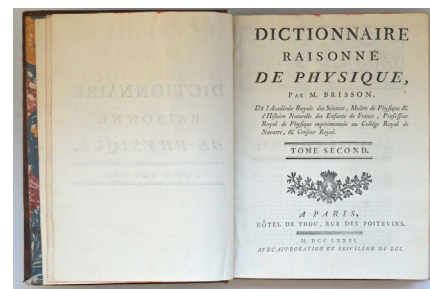 DICTIONNAIRE
RAISONNÉ
DE PHYSIQUE,
PAR M. BRISSON,
De l'Académie Royale des Sciences, Maître de Physique &
d'Histoire Naturelle des Enfants de France, Professeur
Royal de Physique expérimentale au Collège Royal de
Navarre, & Censeur Royal.
TOME SECOND.
A PARIS,
HÔTEL DE THOU, RUE DES POITEVINS.
M. DCC LXXXI.
AVEC APPROBATION ET PRIVILÉGE DU ROI.